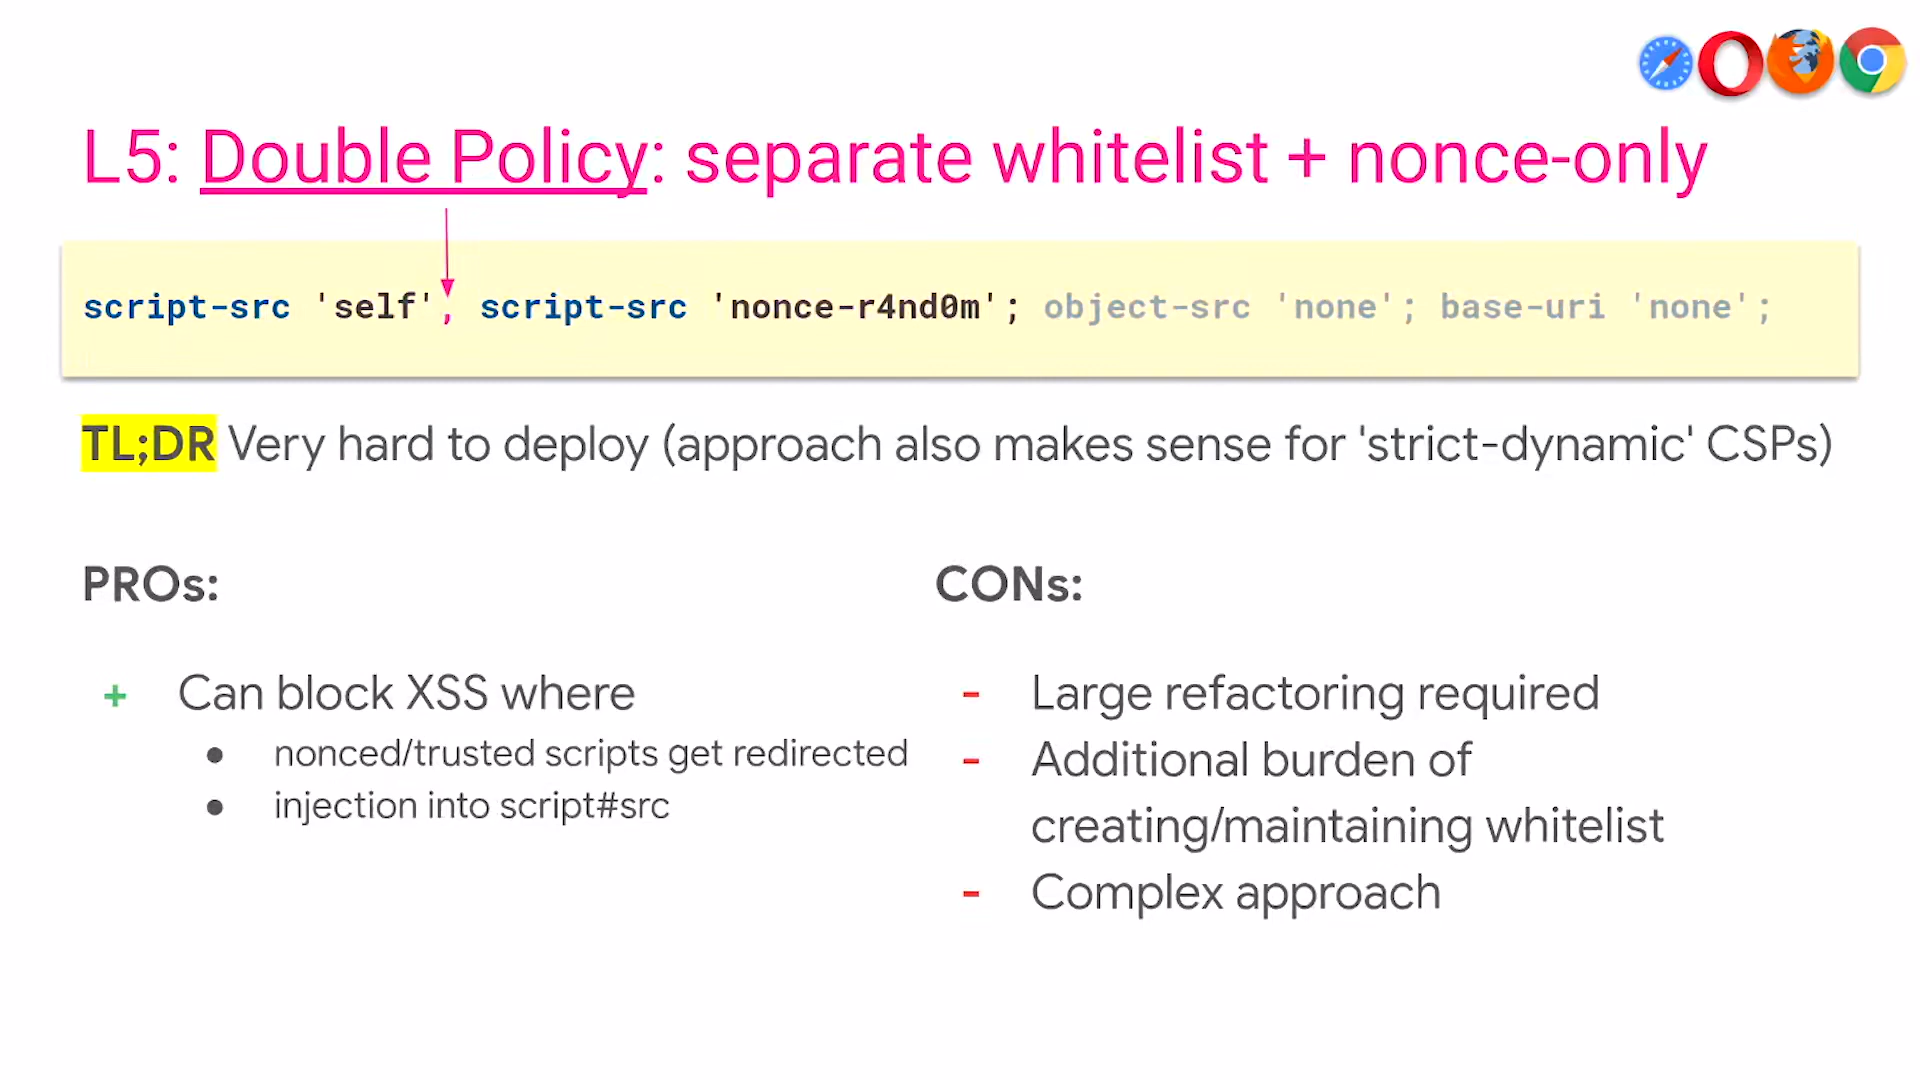 L5: Double Policy: separate whitelist + nonce-only
script-src 'self', script-src 'nonce-r4nd0m'; object-src 'none'; base-uri 'none';
TL;DR Very hard to deploy (approach also makes sense for 'strict-dynamic' CSPs)
PROs:
+ Can block XSS where
● nonced/trusted scripts get redirected
● injection into script#src
CONs:
- Large refactoring required
- Additional burden of
creating/maintaining whitelist
- Complex approach